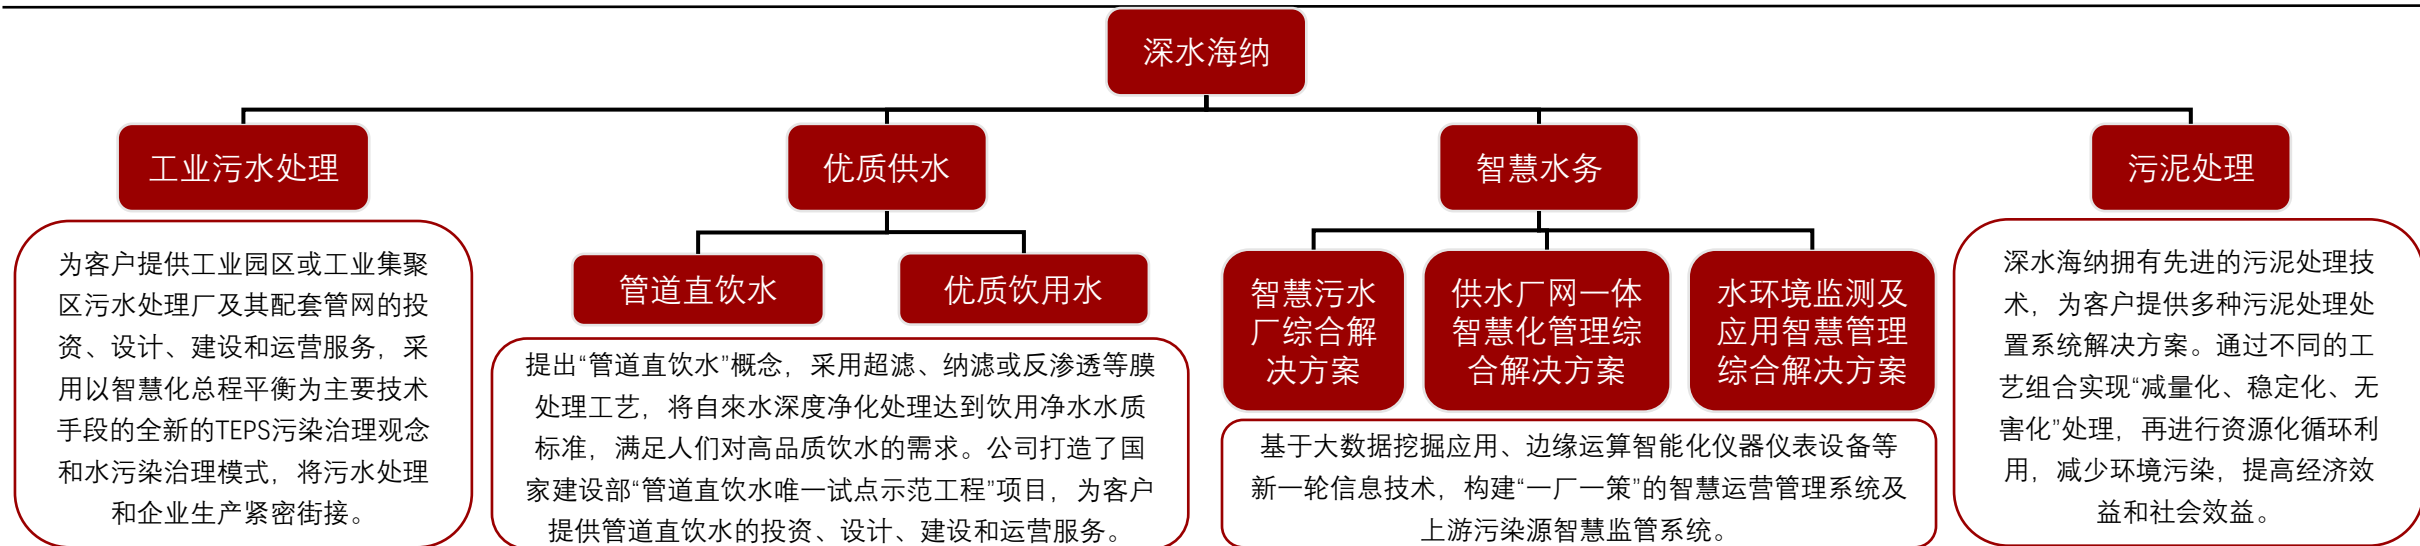 深水海纳
工业污水处理
优质供水
智慧水务
污泥处理
为客户提供工业园区或工业集聚
区污水处理厂及其配套管网的投
资、设计、建设和运营服务，采
用以智慧化总程平衡为主要技术
手段的全新的TEPS污染治理观念
和水污染治理模式，将污水处理
和企业生产紧密街接。
管道直饮水
优质饮用水
提出“管道直饮水”概念，采用超滤、纳滤或反渗透等膜
处理工艺，将自來水深度净化处理达到饮用净水水质
标准，满足人们对高品质饮水的需求。公司打造了国
家建设部“管道直饮水唯一试点示范工程”项目，为客户
提供管道直饮水的投资、设计、建设和运营服务。
智慧污水
厂综合解
决方案
供水厂网一体
智慧化管理综
合解决方案
水环境监测及
应用智慧管理
综合解决方案
基于大数据挖掘应用、边缘运算智能化仪器仪表设备等
新一轮信息技术，构建“一厂一策”的智慧运营管理系统及
上游污染源智慧监管系统。
深水海纳拥有先进的污泥处理技
术，为客户提供多种污泥处理处
置系统解决方案。通过不同的工
艺组合实现“减量化、稳定化、无
害化”处理，再进行资源化循环利
用，减少环境污染，提高经济效
益和社会效益。